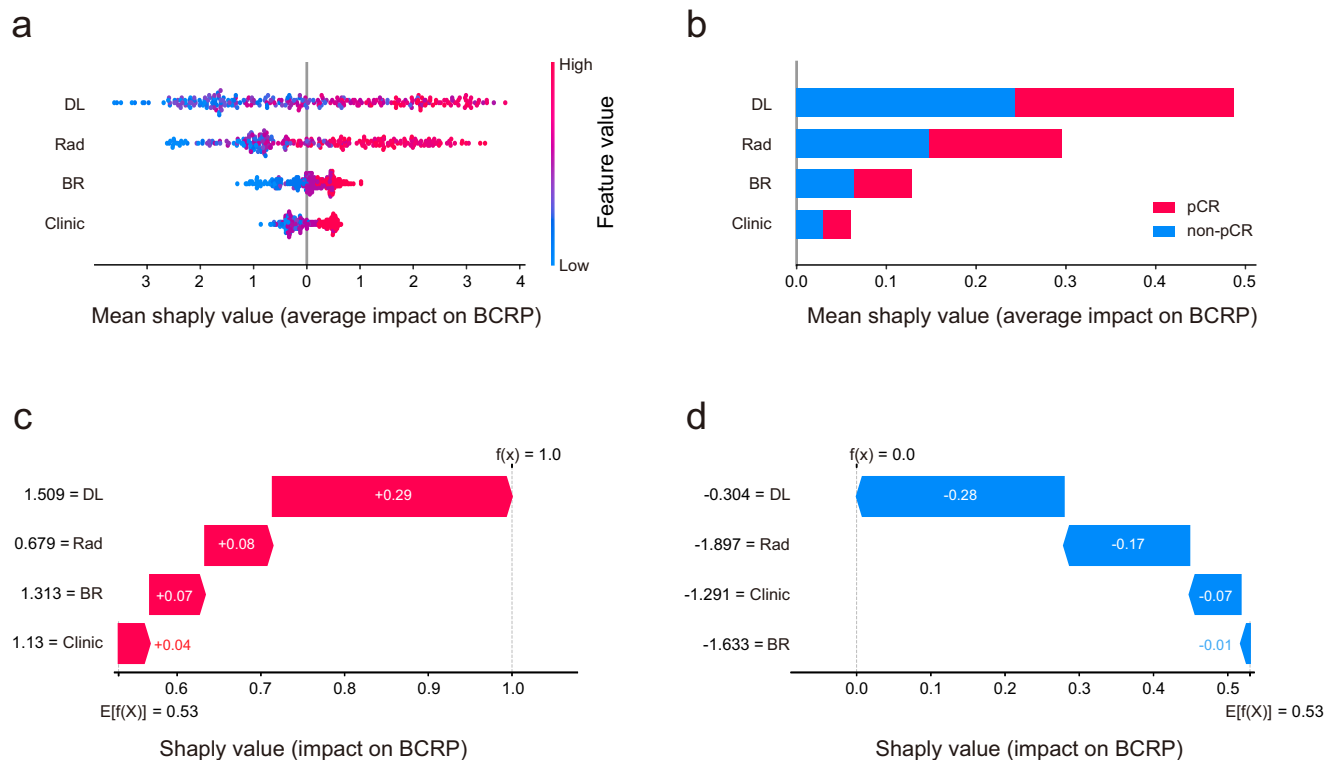 a
DL
Rad
BR
Clinic
3 2 1 0 1 2 3 4
Mean shaply value (average impact on BCRP)
High
Feature value
Low
b
DL
Rad
BR
Clinic
pCR
non-pCR
0.0 0.1 0.2 0.3 0.4 0.5
Mean shaply value (average impact on BCRP)
c
f(x) = 1.0
1.509 = DL +0.29
0.679 = Rad +0.08
1.313 = BR +0.07
1.13 = Clinic +0.04
0.6 0.7 0.8 0.9 1.0
E[f(X)] = 0.53
Shaply value (impact on BCRP)
d
f(x) = 0.0
-0.304 = DL -0.28
-1.897 = Rad -0.17
-1.291 = Clinic -0.07
-1.633 = BR -0.01
0.0 0.1 0.2 0.3 0.4 0.5
E[f(X)] = 0.53
Shaply value (impact on BCRP)